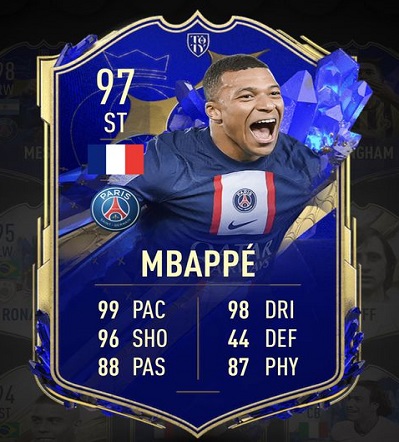 97
ST
PARIS
MBAPPÉ
99 PAC 98 DRI
96 SHO 44 DEF
88 PAS 87 PHY